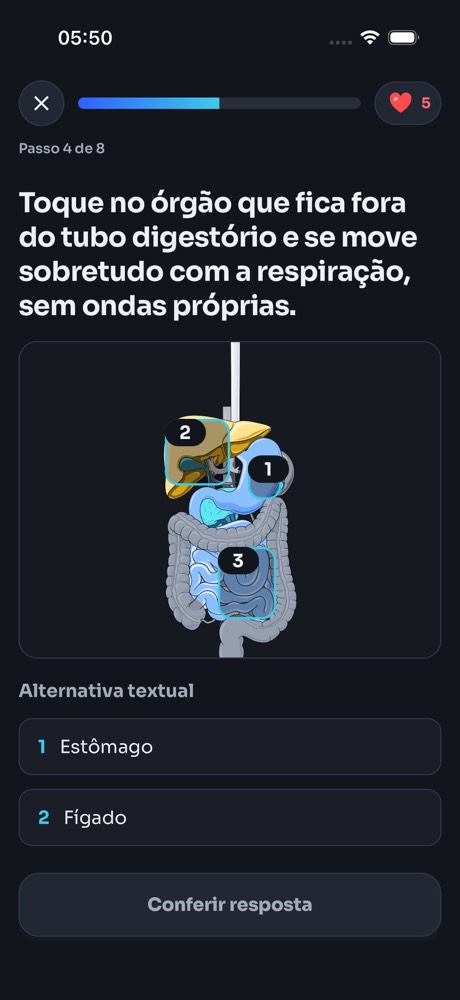 05:50
5
Passo 4 de 8
Toque no órgão que fica fora
do tubo digestório e se move
sobretudo com a respiração,
sem ondas próprias.
2
1
3
Alternativa textual
1 Estômago
2 Fígado
Conferir resposta